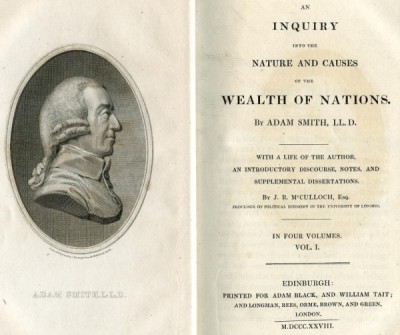 ADAM SMITH, LL.D.
AN
INQUIRY
INTO THE
NATURE AND CAUSES
OF THE
WEALTH OF NATIONS.
BY ADAM SMITH, LL. D.
WITH A LIFE OF THE AUTHOR,
AN INTRODUCTORY DISCOURSE, NOTES, AND
SUPPLEMENTAL DISSERTATIONS.
BY J. R. McCULLOCH, ESQ.
PROFESSOR OF POLITICAL ECONOMY IN THE UNIVERSITY OF LONDON.
IN FOUR VOLUMES.
VOL. I.
EDINBURGH:
PRINTED FOR ADAM BLACK, AND WILLIAM TAIT;
AND LONGMAN, REES, ORME, BROWN, AND GREEN,
LONDON.
M.DCCC.XXVIII.